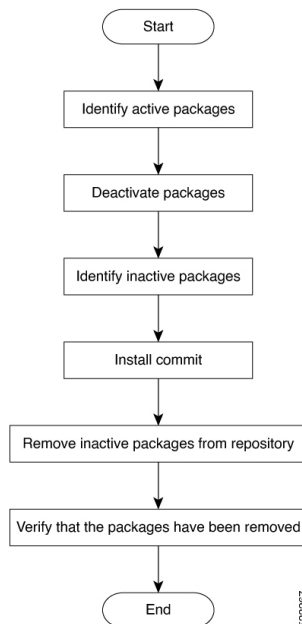 Start
Identify active packages
Deactivate packages
Identify inactive packages
Install commit
Remove inactive packages from repository
Verify that the packages have been removed
End